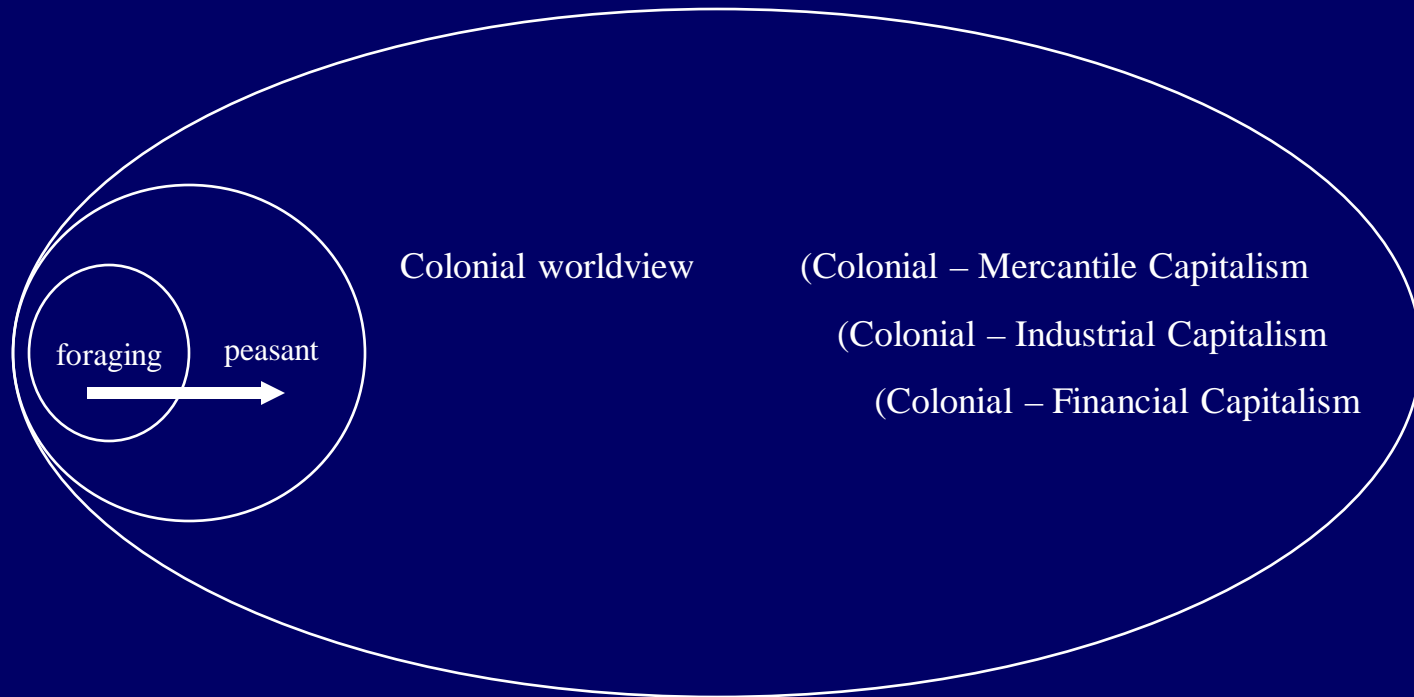 Colonial worldview (Colonial – Mercantile Capitalism
(Colonial – Industrial Capitalism
foraging peasant
(Colonial – Financial Capitalism